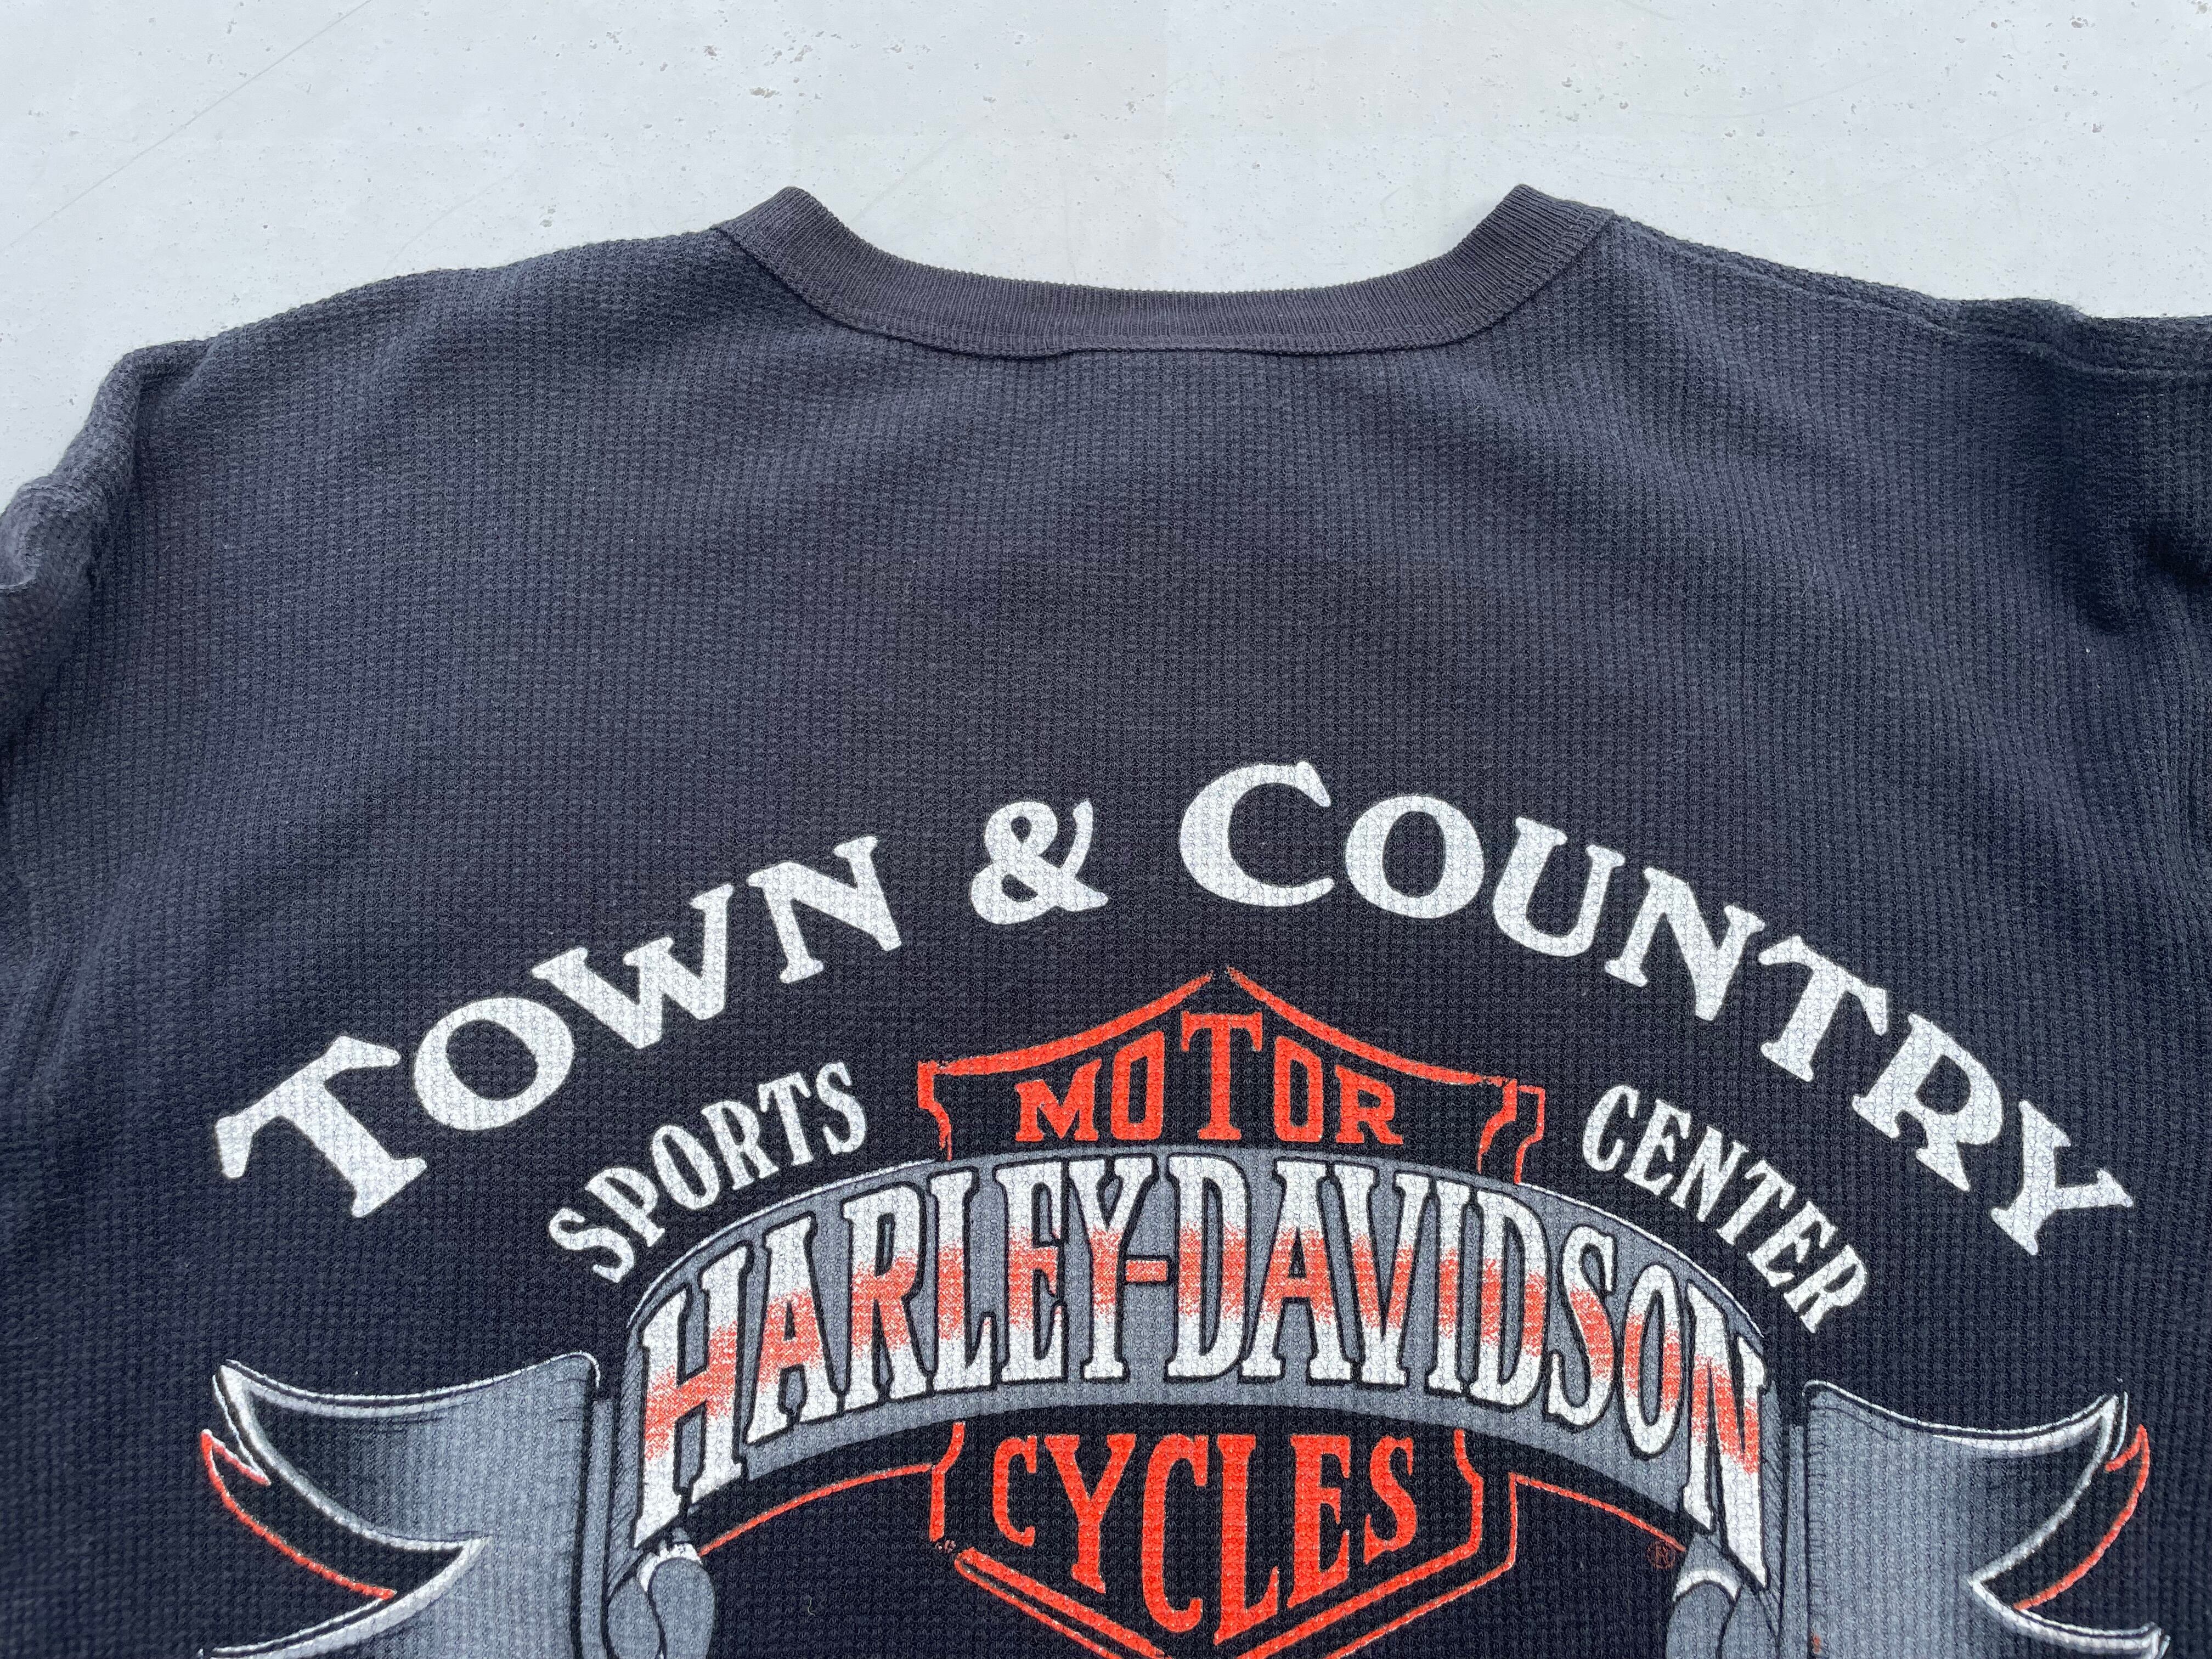 TOWN & COUNTRY
SPORTS CENTER
MOTOR
HARLEY-DAVIDSON
CYCLES